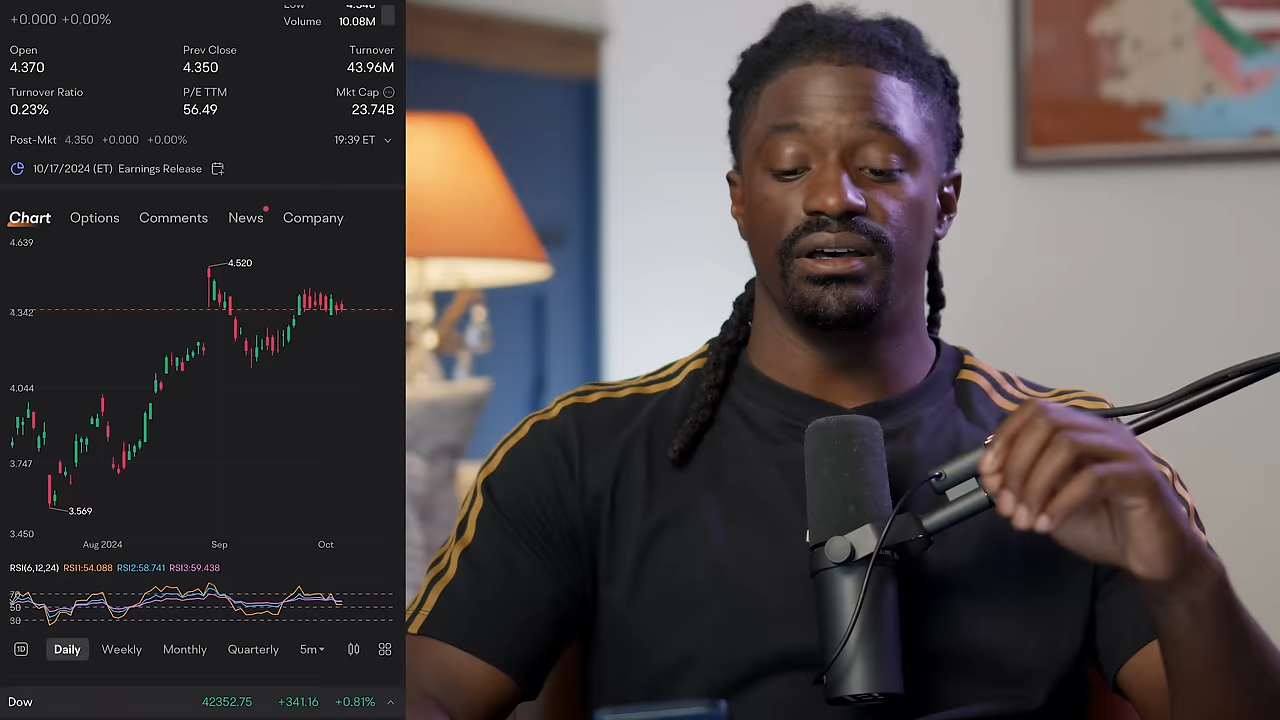 +0.000 +0.00%
Low 4.340
Volume 10.08M
Open Prev Close Turnover
4.370 4.350 43.96M
Turnover Ratio P/E TTM Mkt Cap
0.23% 56.49 23.74B
Post-Mkt 4.350 +0.000 +0.00% 19:39 ET
10/17/2024 (ET) Earnings Release
Chart Options Comments News Company
4.639
4.520
4.342
4.044
3.747
3.569
3.450
Aug 2024 Sep Oct
RSI(6,12,24) RSI1:54.088 RSI2:58.741 RSI3:59.438
70
50
30
1D Daily Weekly Monthly Quarterly 5m
Dow 42352.75 +341.16 +0.81%